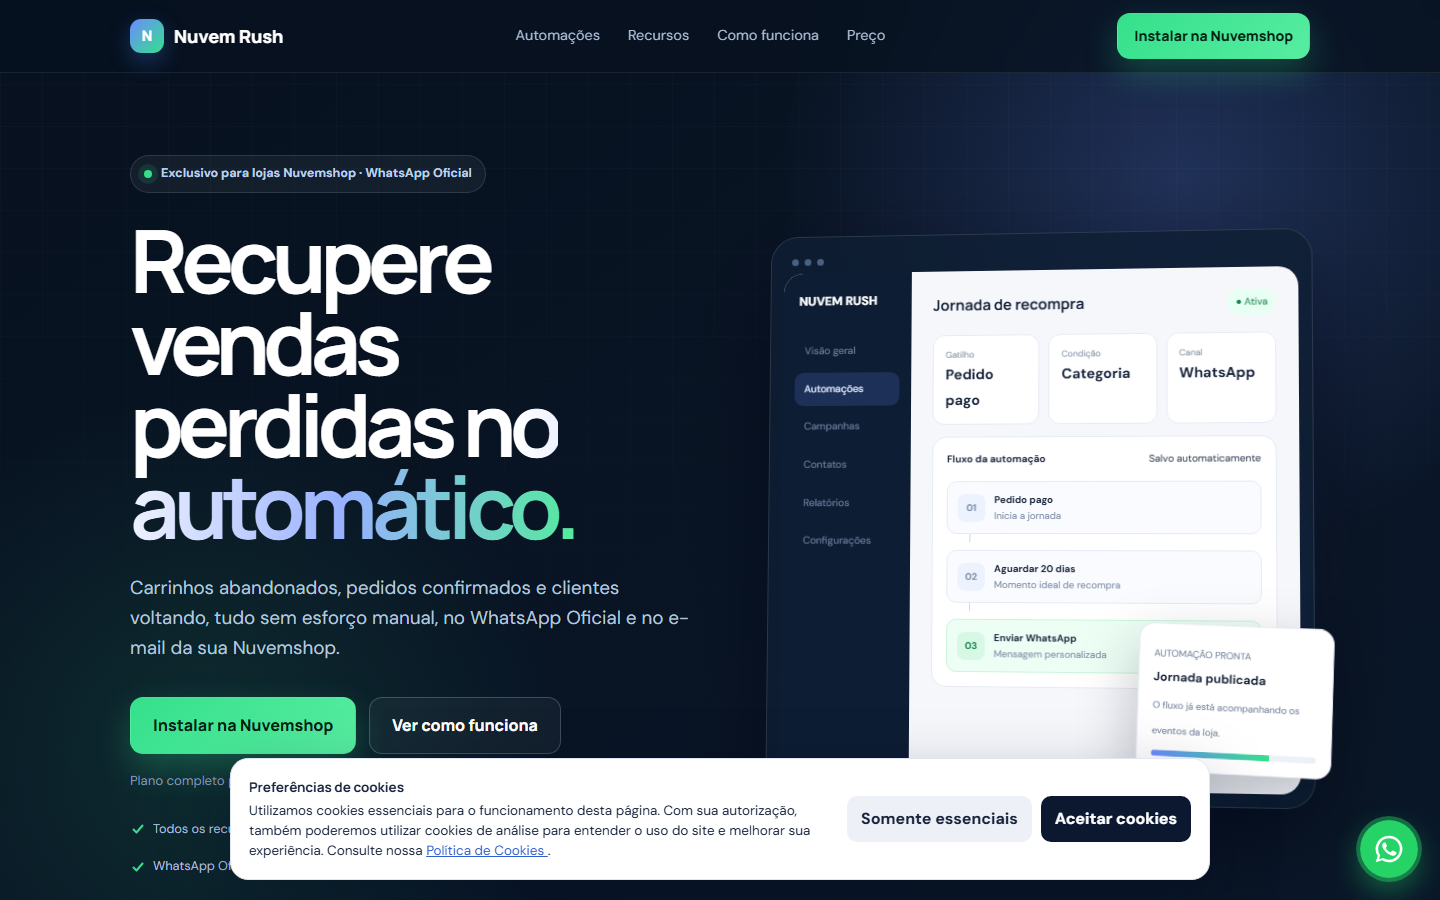 N Nuvem Rush
Automações Recursos Como funciona Preço
Instalar na Nuvemshop
Exclusivo para lojas Nuvemshop · WhatsApp Oficial
Recupere
vendas
perdidas no
automático.
Carrinhos abandonados, pedidos confirmados e clientes
voltando, tudo sem esforço manual, no WhatsApp Oficial e no e-
mail da sua Nuvemshop.
Instalar na Nuvemshop
Ver como funciona
Plano completo
Todos os
WhatsApp
NUVEM RUSH
Visão geral
Automações
Campanhas
Contatos
Relatórios
Configurações
Jornada de recompra
Ativa
Gatilho
Pedido
pago
Condição
Categoria
Canal
WhatsApp
Fluxo da automação
Salvo automaticamente
01
Pedido pago
Inicia a jornada
02
Aguardar 20 dias
Momento ideal de recompra
03
Enviar WhatsApp
Mensagem personalizada
AUTOMAÇÃO PRONTA
Jornada publicada
O fluxo já está acompanhando os
eventos da loja.
Preferências de cookies
Utilizamos cookies essenciais para o funcionamento desta página. Com sua autorização,
também poderemos utilizar cookies de análise para entender o uso do site e melhorar sua
experiência. Consulte nossa Política de Cookies .
Somente essenciais
Aceitar cookies